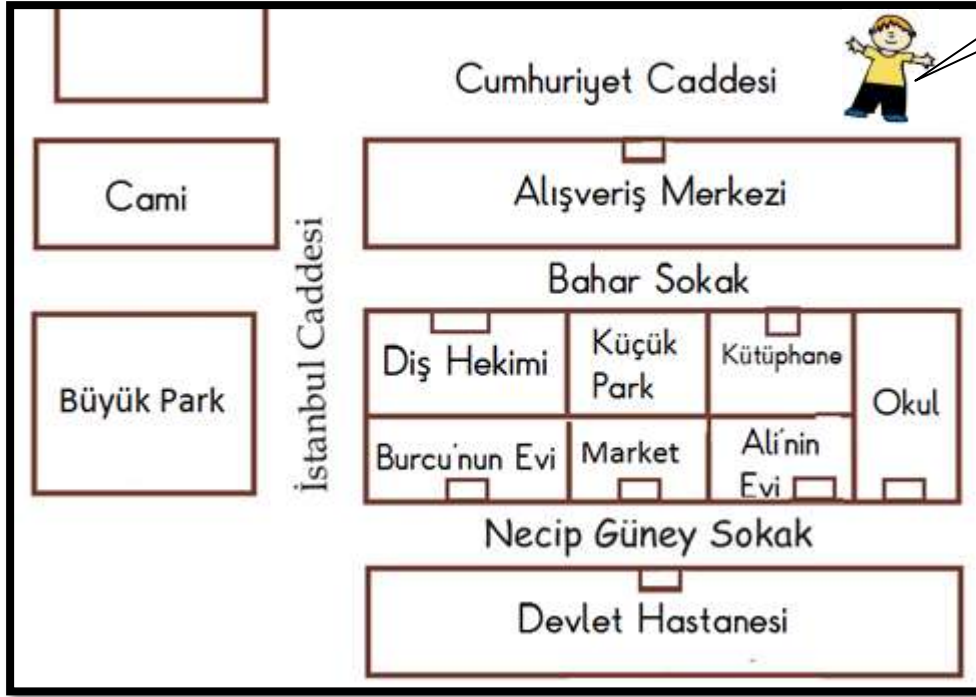 Cumhuriyet Caddesi
Cami
Alışveriş Merkezi
İstanbul Caddesi
Bahar Sokak
Büyük Park
Diş Hekimi
Küçük
Park
Kütüphane
Okul
Burcu'nun Evi
Market
Ali'nin
Evi
Necip Güney Sokak
Devlet Hastanesi